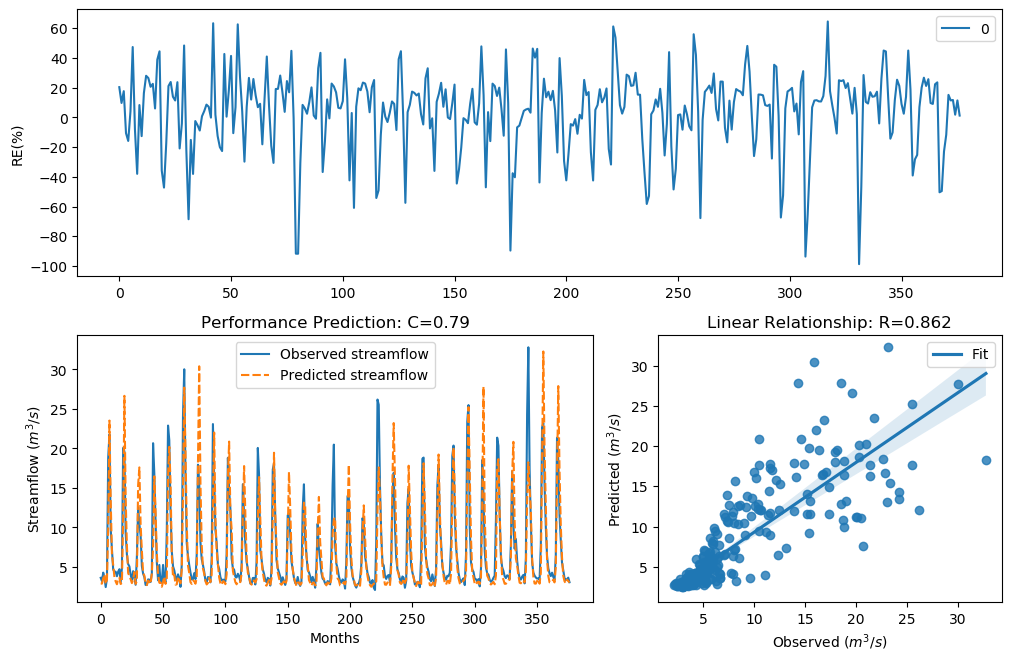 60
40
20
0
−20
−40
−60
−80
−100
RE(%)
0
0 50 100 150 200 250 300 350
Performance Prediction: C=0.79
Observed streamflow
Predicted streamflow
30
25
20
15
10
5
Streamflow (m³/s)
0 50 100 150 200 250 300 350
Months
Linear Relationship: R=0.862
Fit
30
25
20
15
10
5
Predicted (m³/s)
5 10 15 20 25 30
Observed (m³/s)